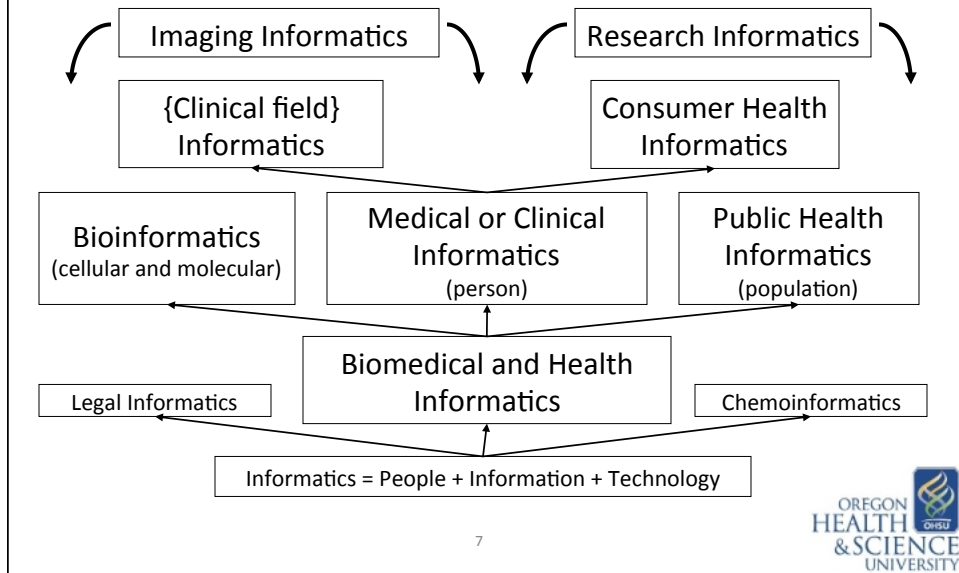 Imaging Informatics
Research Informatics
{Clinical field}
Informatics
Consumer Health
Informatics
Bioinformatics
(cellular and molecular)
Medical or Clinical
Informatics
(person)
Public Health
Informatics
(population)
Biomedical and Health
Informatics
Legal Informatics
Chemoinformatics
Informatics = People + Information + Technology
7
OREGON
HEALTH
&SCIENCE
UNIVERSITY
OHSU